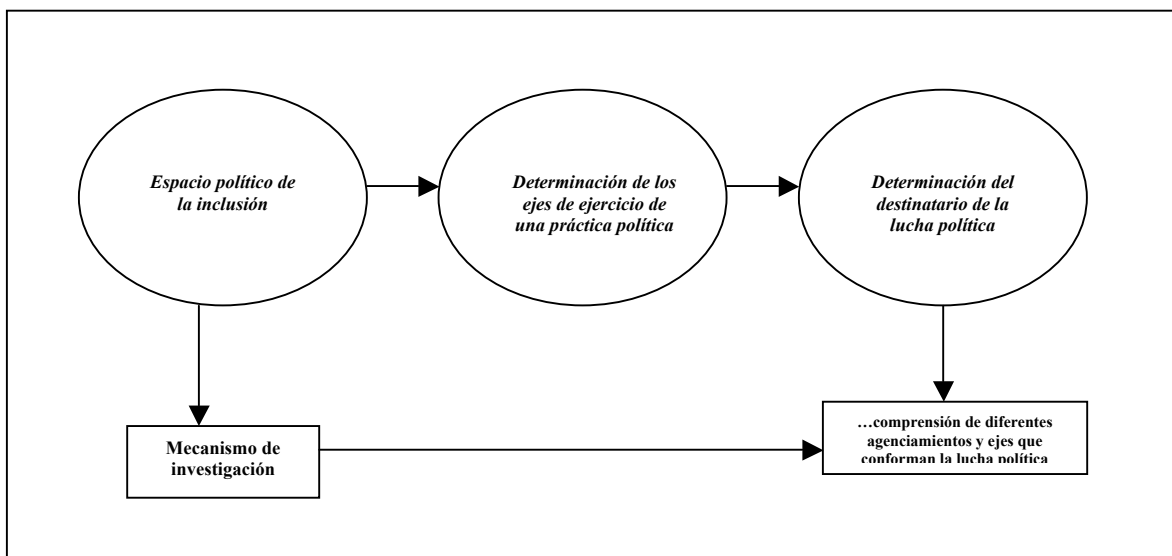 Espacio político de
la inclusión
Determinación de los
ejes de ejercicio de
una práctica política
Determinación del
destinatario de la
lucha política
Mecanismo de
investigación
…comprensión de diferentes
agenciamientos y ejes que
conforman la lucha política